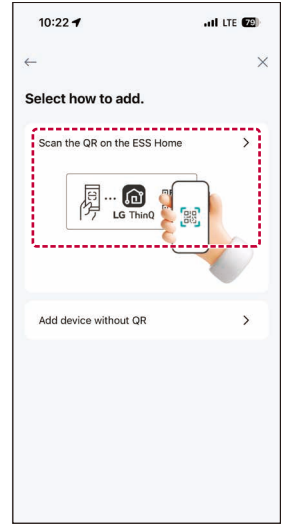 10:22
LTE 79
Select how to add.
Scan the QR on the ESS Home
LG ThinQ
Add device without QR